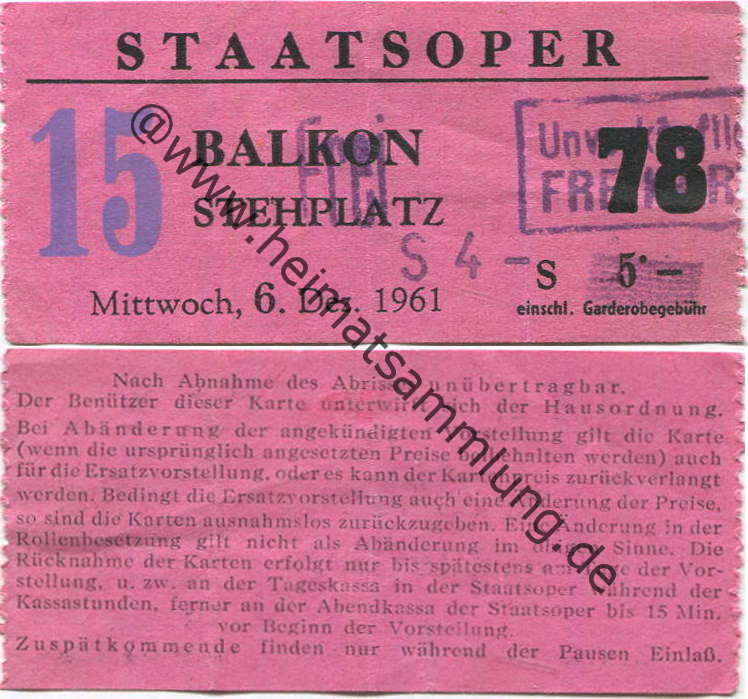 STAATSOPER
15 BALKON
STEHPLATZ
Frei
78
S 4 -
S 5·—
Mittwoch, 6. Dez. 1961
einschl. Garderobegebühr
@www.heimatsammlung.de
Nach Abnahme des Abrisses unübertragbar.
Der Benützer dieser Karte unterwirft sich der Hausordnung.
Bei Abänderung der angekündigten Vorstellung gilt die Karte
(wenn die ursprünglich angesetzten Preise beibehalten werden) auch
für die Ersatzvorstellung, oder es kann der Kartenpreis zurückverlangt
werden. Bedingt die Ersatzvorstellung auch eine Änderung der Preise,
so sind die Karten ausnahmslos zurückzugeben. Eine Änderung in der
Rollenbesetzung gilt nicht als Abänderung im obigen Sinne. Die
Rücknahme der Karten erfolgt nur bis spätestens am Tage der Vor-
stellung, u. zw. an der Tageskassa in der Staatsoper während der
Kassastunden, ferner an der Abendkassa der Staatsoper bis 15 Min.
vor Beginn der Vorstellung.
Zuspätkommende finden nur während der Pausen Einlaß.